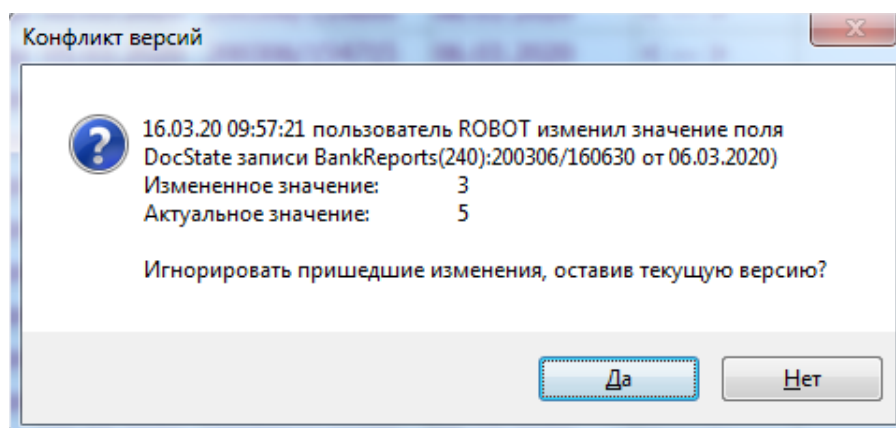 Конфликт версий
16.03.20 09:57:21 пользователь ROBOT изменил значение поля
DocState записи BankReports(240):200306/160630 от 06.03.2020)
Измененное значение: 3
Актуальное значение: 5
Игнорировать пришедшие изменения, оставив текущую версию?
Да
Нет